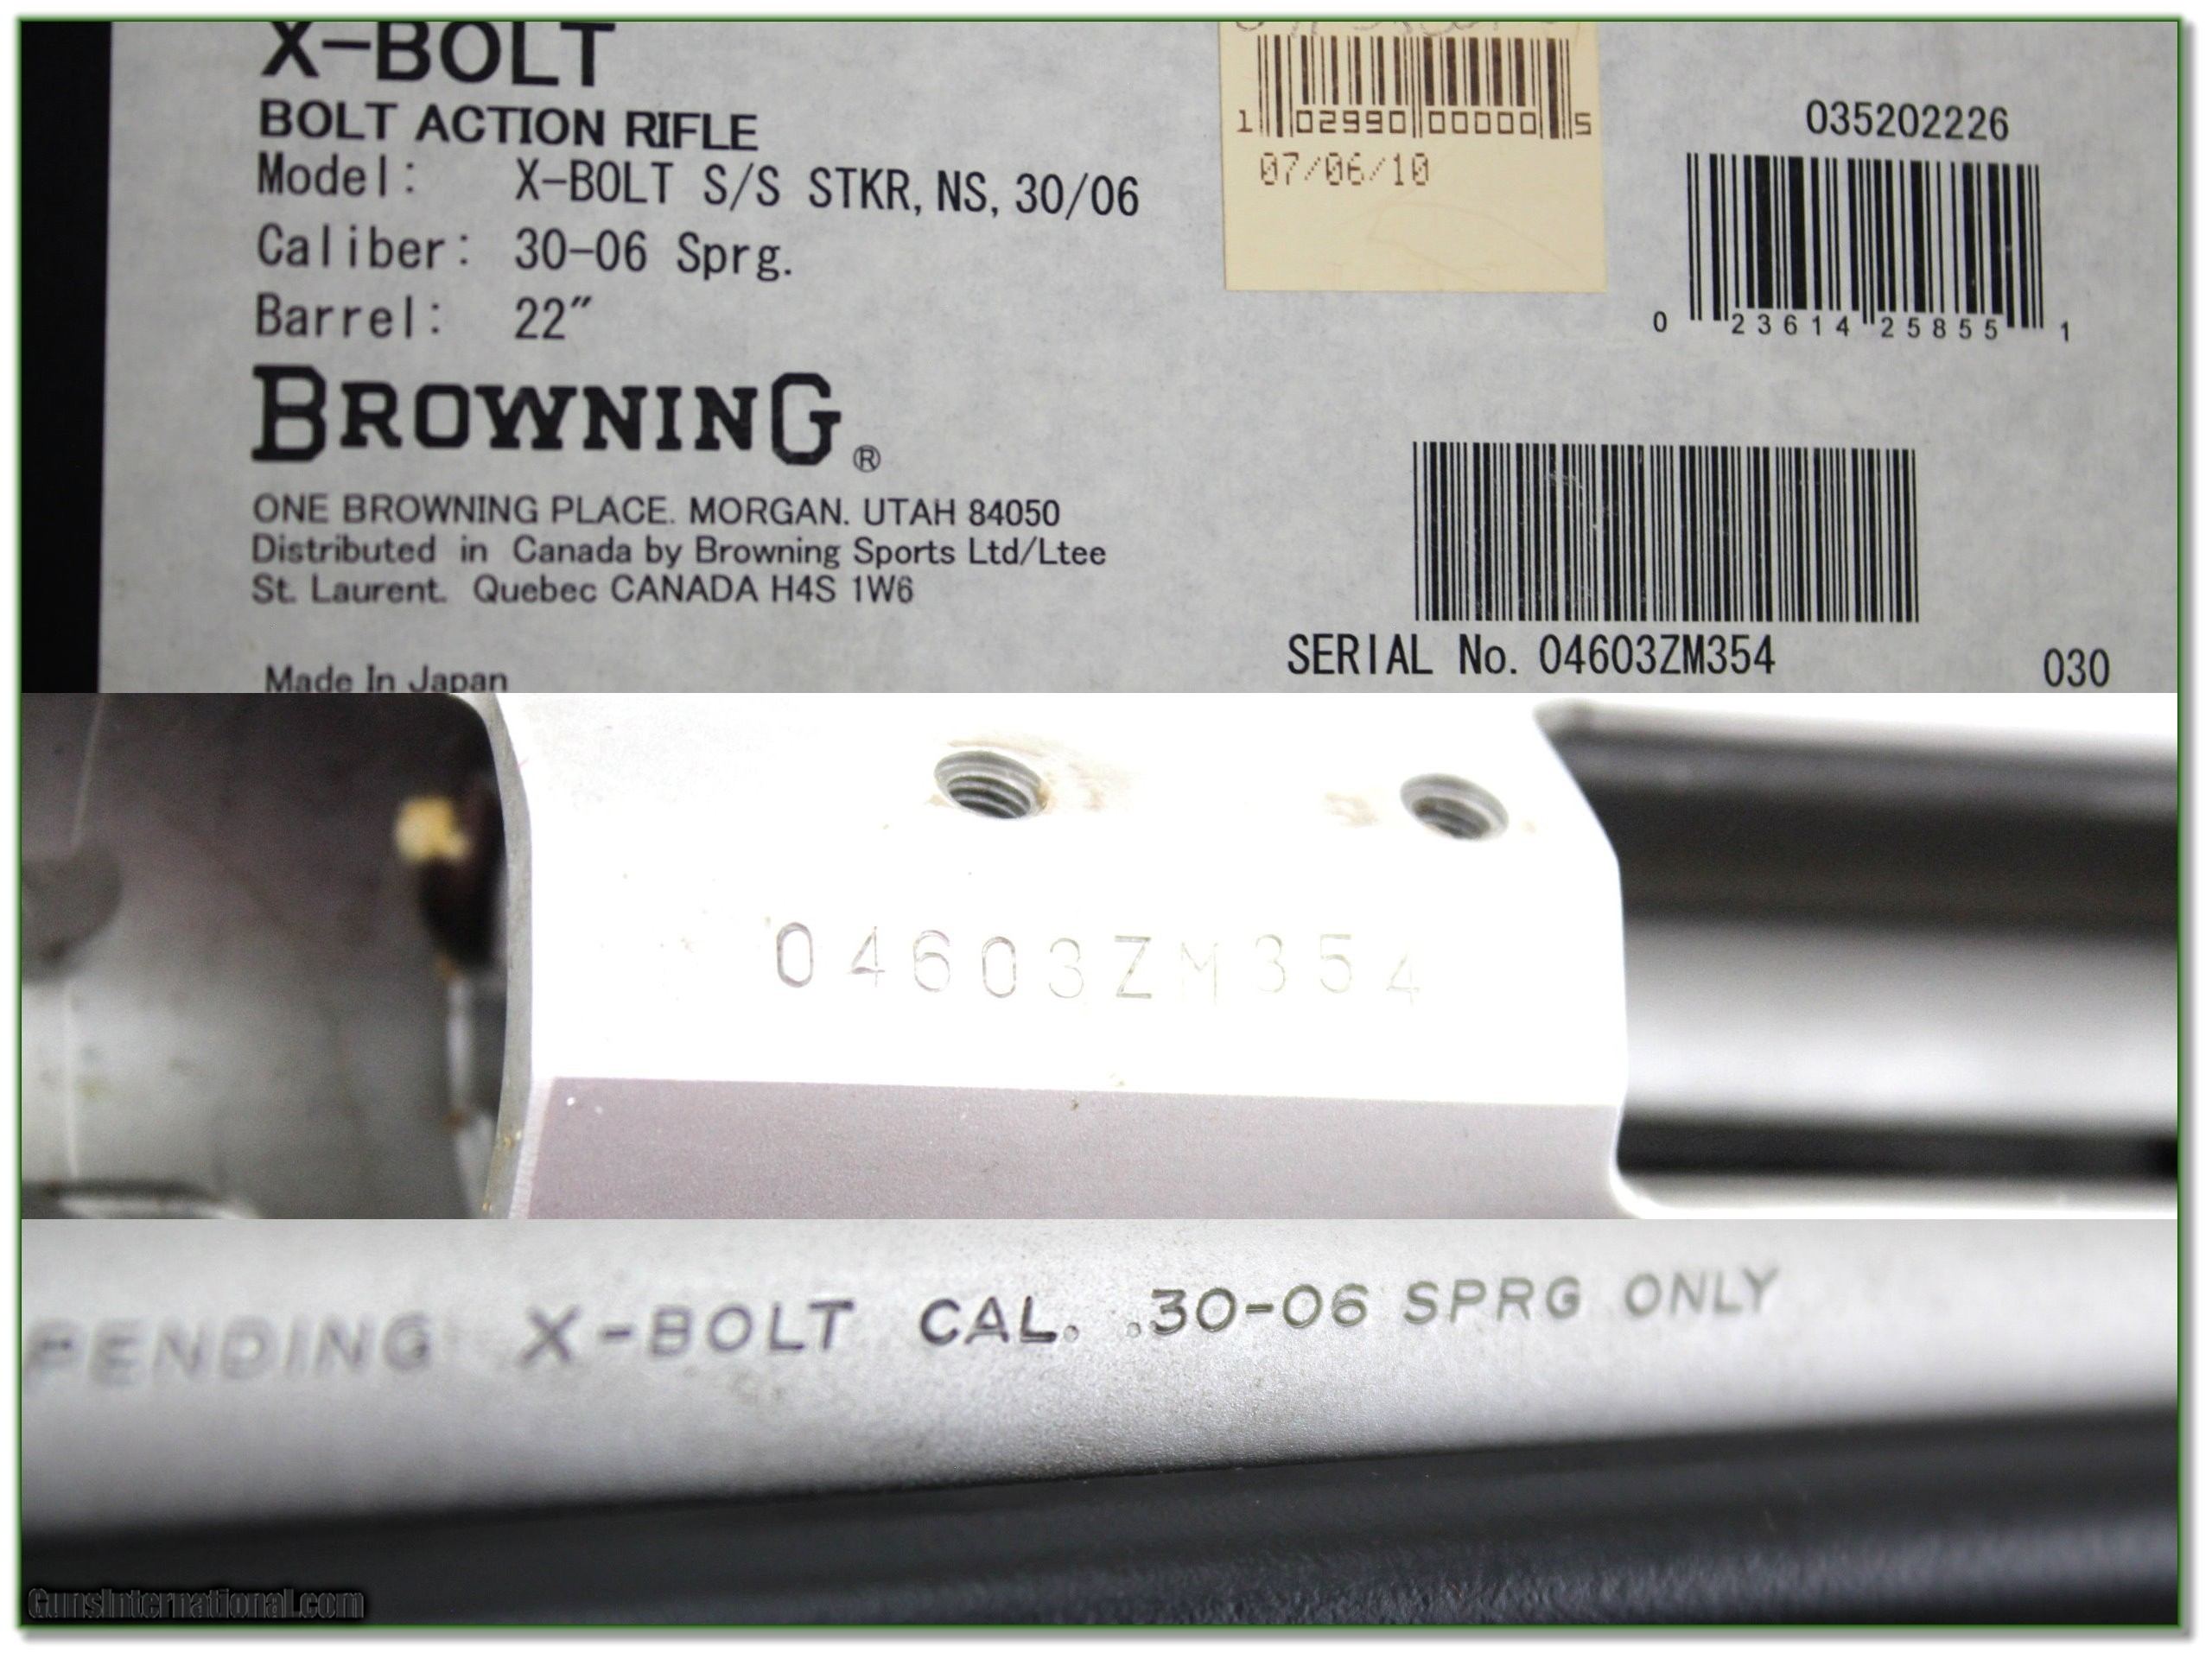 X-BOLT
BOLT ACTION RIFLE
Model: X-BOLT S/S STKR, NS, 30/06
Caliber: 30-06 Sprg.
Barrel: 22"
BROWNING®
ONE BROWNING PLACE. MORGAN. UTAH 84050
Distributed in Canada by Browning Sports Ltd/Ltee
St. Laurent. Quebec CANADA H4S 1W6
Made In Japan
1 02990 00000 5
07/06/10
035202226
0 23614 25855 1
SERIAL No. 04603ZM354
030
04603ZM354
PENDING X-BOLT CAL. .30-06 SPRG ONLY
GunsInternational.com